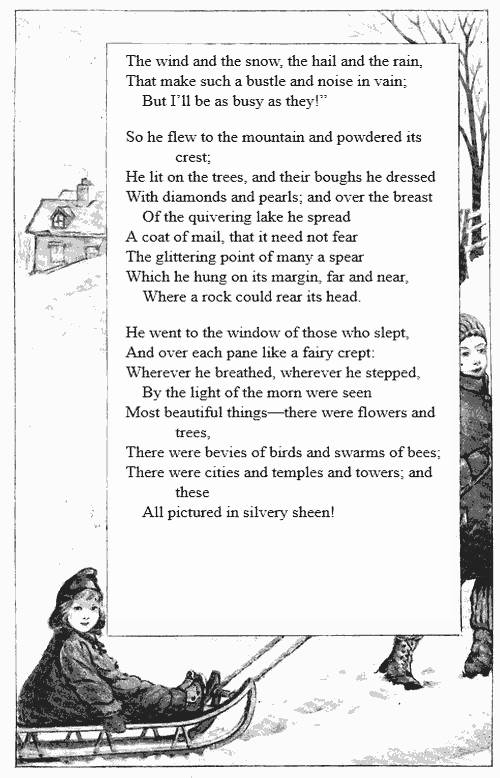 The wind and the snow, the hail and the rain,
That make such a bustle and noise in vain;
But I'll be as busy as they!”
So he flew to the mountain and powdered its
crest;
He lit on the trees, and their boughs he dressed
With diamonds and pearls; and over the breast
Of the quivering lake he spread
A coat of mail, that it need not fear
The glittering point of many a spear
Which he hung on its margin, far and near,
Where a rock could rear its head.
He went to the window of those who slept,
And over each pane like a fairy crept:
Wherever he breathed, wherever he stepped,
By the light of the morn were seen
Most beautiful things—there were flowers and
trees,
There were bevies of birds and swarms of bees;
There were cities and temples and towers; and
these
All pictured in silvery sheen!